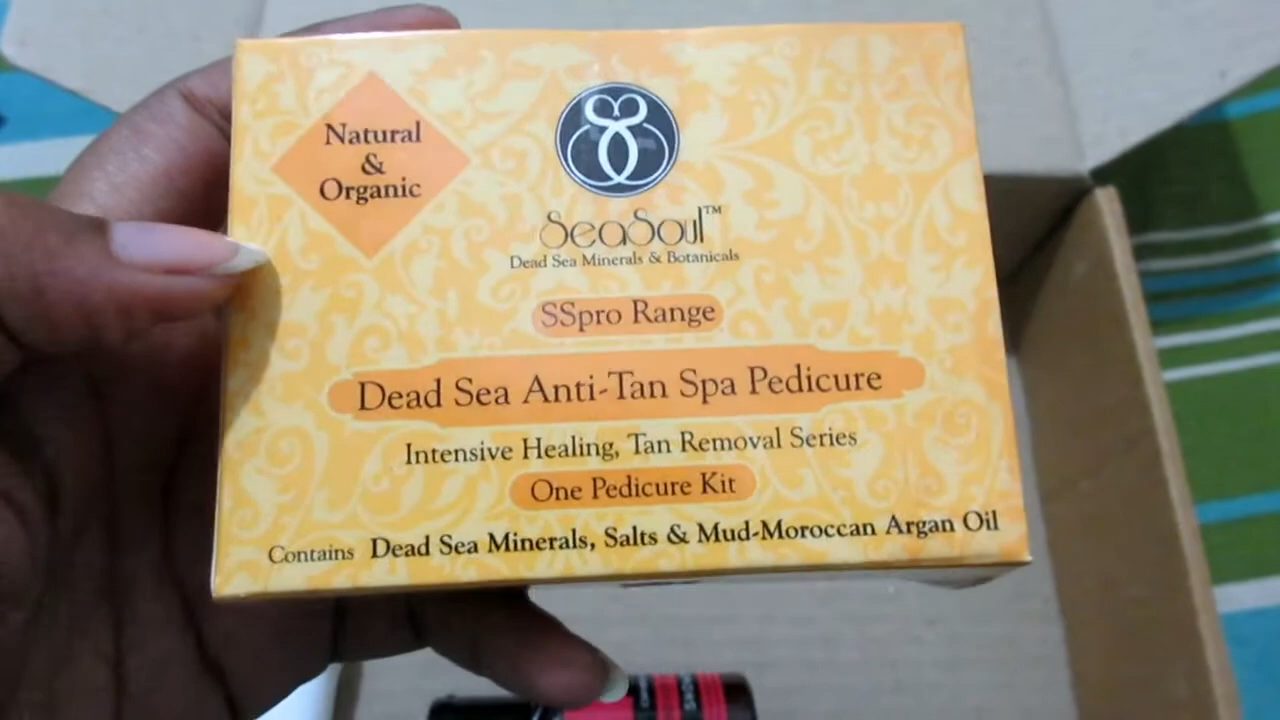 Natural
&
Organic
SeaSoul™
Dead Sea Minerals & Botanicals
SSpro Range
Dead Sea Anti-Tan Spa Pedicure
Intensive Healing, Tan Removal Series
One Pedicure Kit
Contains Dead Sea Minerals, Salts & Mud-Moroccan Argan Oil